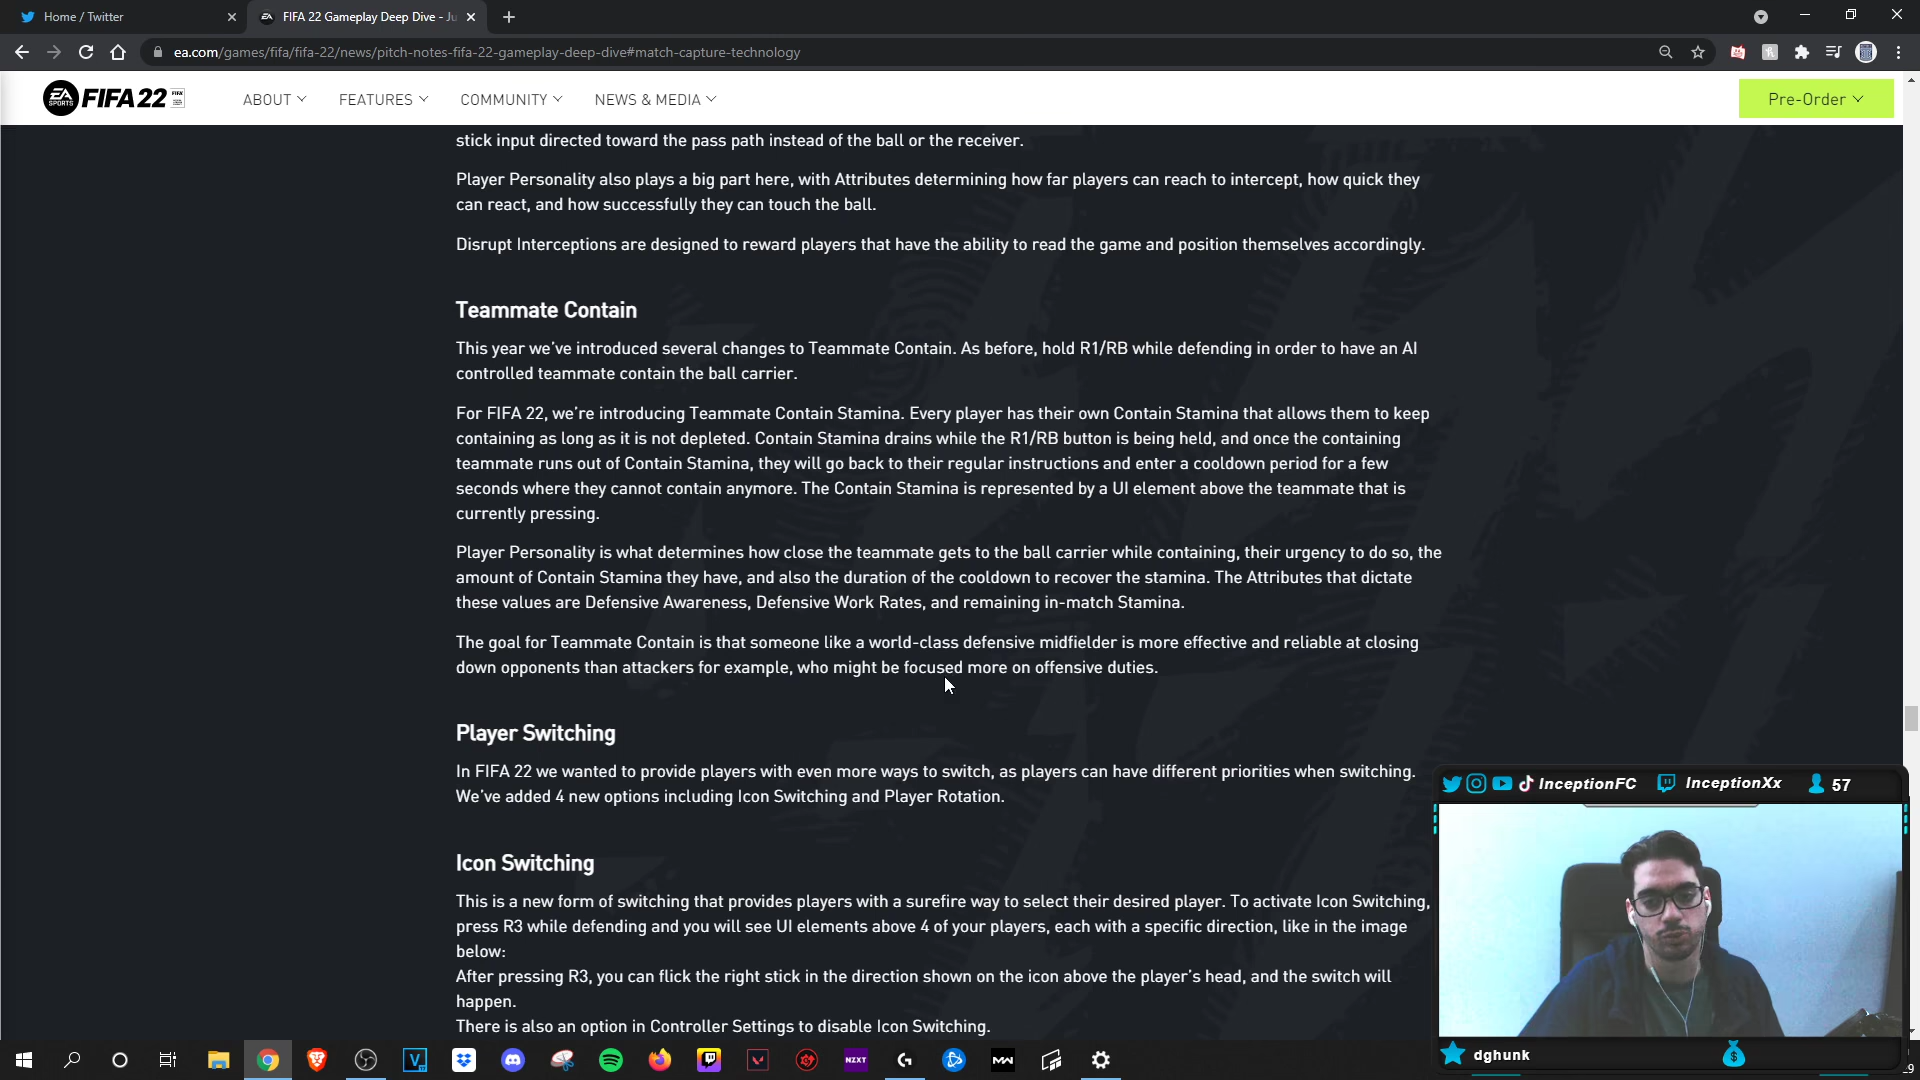 Home / Twitter
FIFA 22 Gameplay Deep Dive - Ju
ea.com/games/fifa/fifa-22/news/pitch-notes-fifa-22-gameplay-deep-dive#match-capture-technology
EA SPORTS FIFA 22
ABOUT
FEATURES
COMMUNITY
NEWS & MEDIA
Pre-Order
stick input directed toward the pass path instead of the ball or the receiver.
Player Personality also plays a big part here, with Attributes determining how far players can reach to intercept, how quick they
can react, and how successfully they can touch the ball.
Disrupt Interceptions are designed to reward players that have the ability to read the game and position themselves accordingly.
Teammate Contain
This year we've introduced several changes to Teammate Contain. As before, hold R1/RB while defending in order to have an AI
controlled teammate contain the ball carrier.
For FIFA 22, we're introducing Teammate Contain Stamina. Every player has their own Contain Stamina that allows them to keep
containing as long as it is not depleted. Contain Stamina drains while the R1/RB button is being held, and once the containing
teammate runs out of Contain Stamina, they will go back to their regular instructions and enter a cooldown period for a few
seconds where they cannot contain anymore. The Contain Stamina is represented by a UI element above the teammate that is
currently pressing.
Player Personality is what determines how close the teammate gets to the ball carrier while containing, their urgency to do so, the
amount of Contain Stamina they have, and also the duration of the cooldown to recover the stamina. The Attributes that dictate
these values are Defensive Awareness, Defensive Work Rates, and remaining in-match Stamina.
The goal for Teammate Contain is that someone like a world-class defensive midfielder is more effective and reliable at closing
down opponents than attackers for example, who might be focused more on offensive duties.
Player Switching
In FIFA 22 we wanted to provide players with even more ways to switch, as players can have different priorities when switching.
We've added 4 new options including Icon Switching and Player Rotation.
Icon Switching
This is a new form of switching that provides players with a surefire way to select their desired player. To activate Icon Switching,
press R3 while defending and you will see UI elements above 4 of your players, each with a specific direction, like in the image
below:
After pressing R3, you can flick the right stick in the direction shown on the icon above the player's head, and the switch will
happen.
There is also an option in Controller Settings to disable Icon Switching.
InceptionFC
InceptionXx
57
dghunk
NZXT
MW